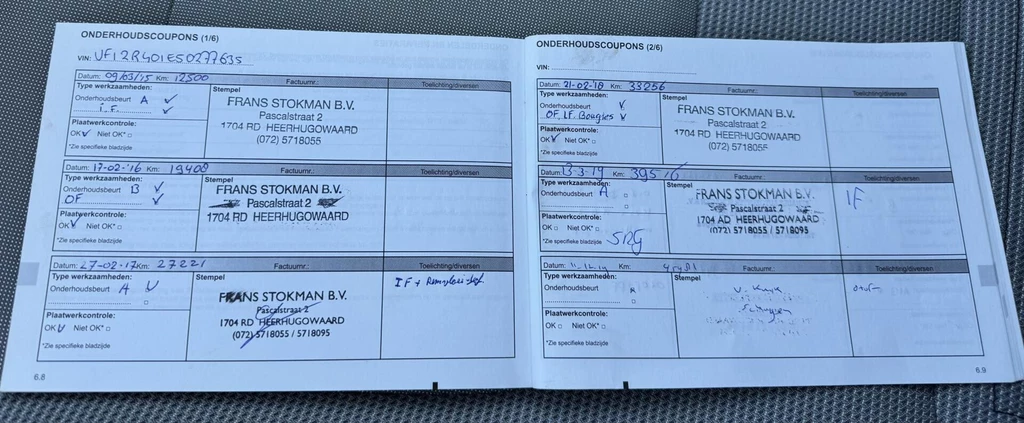 ONDERHOUDSCOUPONS (1/6)
VIN: VF12R401E50277635
Datum: 09/03/15 Km: 12500 Factuurnr.: Toelichting/diversen
Type werkzaamheden: Stempel
Onderhoudsbeurt A ✓
I.F. ✓
Plaatwerkcontrole:
OK ✓ Niet OK* □
*Zie specifieke bladzijde
FRANS STOKMAN B.V.
Pascalstraat 2
1704 RD HEERHUGOWAARD
(072) 5718055
Datum: 17-02-'16 Km: 19408 Factuurnr.: Toelichting/diversen
Type werkzaamheden: Stempel
Onderhoudsbeurt B ✓
OF ✓
Plaatwerkcontrole:
OK ✓ Niet OK* □
*Zie specifieke bladzijde
FRANS STOKMAN B.V.
Pascalstraat 2
1704 RD HEERHUGOWAARD
Datum: 27-02-17 Km: 27221 Factuurnr.: Toelichting/diversen
Type werkzaamheden: Stempel
Onderhoudsbeurt A ✓
Plaatwerkcontrole:
OK ✓ Niet OK* □
*Zie specifieke bladzijde
FRANS STOKMAN B.V.
Pascalstraat 2
1704 RD HEERHUGOWAARD
(072) 5718055 / 5718095
IF +
6.8
ONDERHOUDSCOUPONS (2/6)
VIN:
Datum: 21-02-'18 Km: 33256 Factuurnr.: Toelichting/diversen
Type werkzaamheden: Stempel
Onderhoudsbeurt ✓
OF, I.F. Bougies ✓
Plaatwerkcontrole:
OK ✓ Niet OK* □
*Zie specifieke bladzijde
FRANS STOKMAN B.V.
Pascalstraat 2
1704 RD HEERHUGOWAARD
(072) 5718055
Datum: 13-3-19 Km: 39516 Factuurnr.: Toelichting/diversen
Type werkzaamheden: Stempel
Onderhoudsbeurt A □
Plaatwerkcontrole:
OK □ Niet OK* □
*Zie specifieke bladzijde
FRANS STOKMAN B.V.
Pascalstraat 2
1704 AD HEERHUGOWAARD
(072) 5718055 / 5718095
IF
Datum: Km: Factuurnr.: Toelichting/diversen
Type werkzaamheden: Stempel
Onderhoudsbeurt
Plaatwerkcontrole:
OK □ Niet OK* □
*Zie specifieke bladzijde
6.9